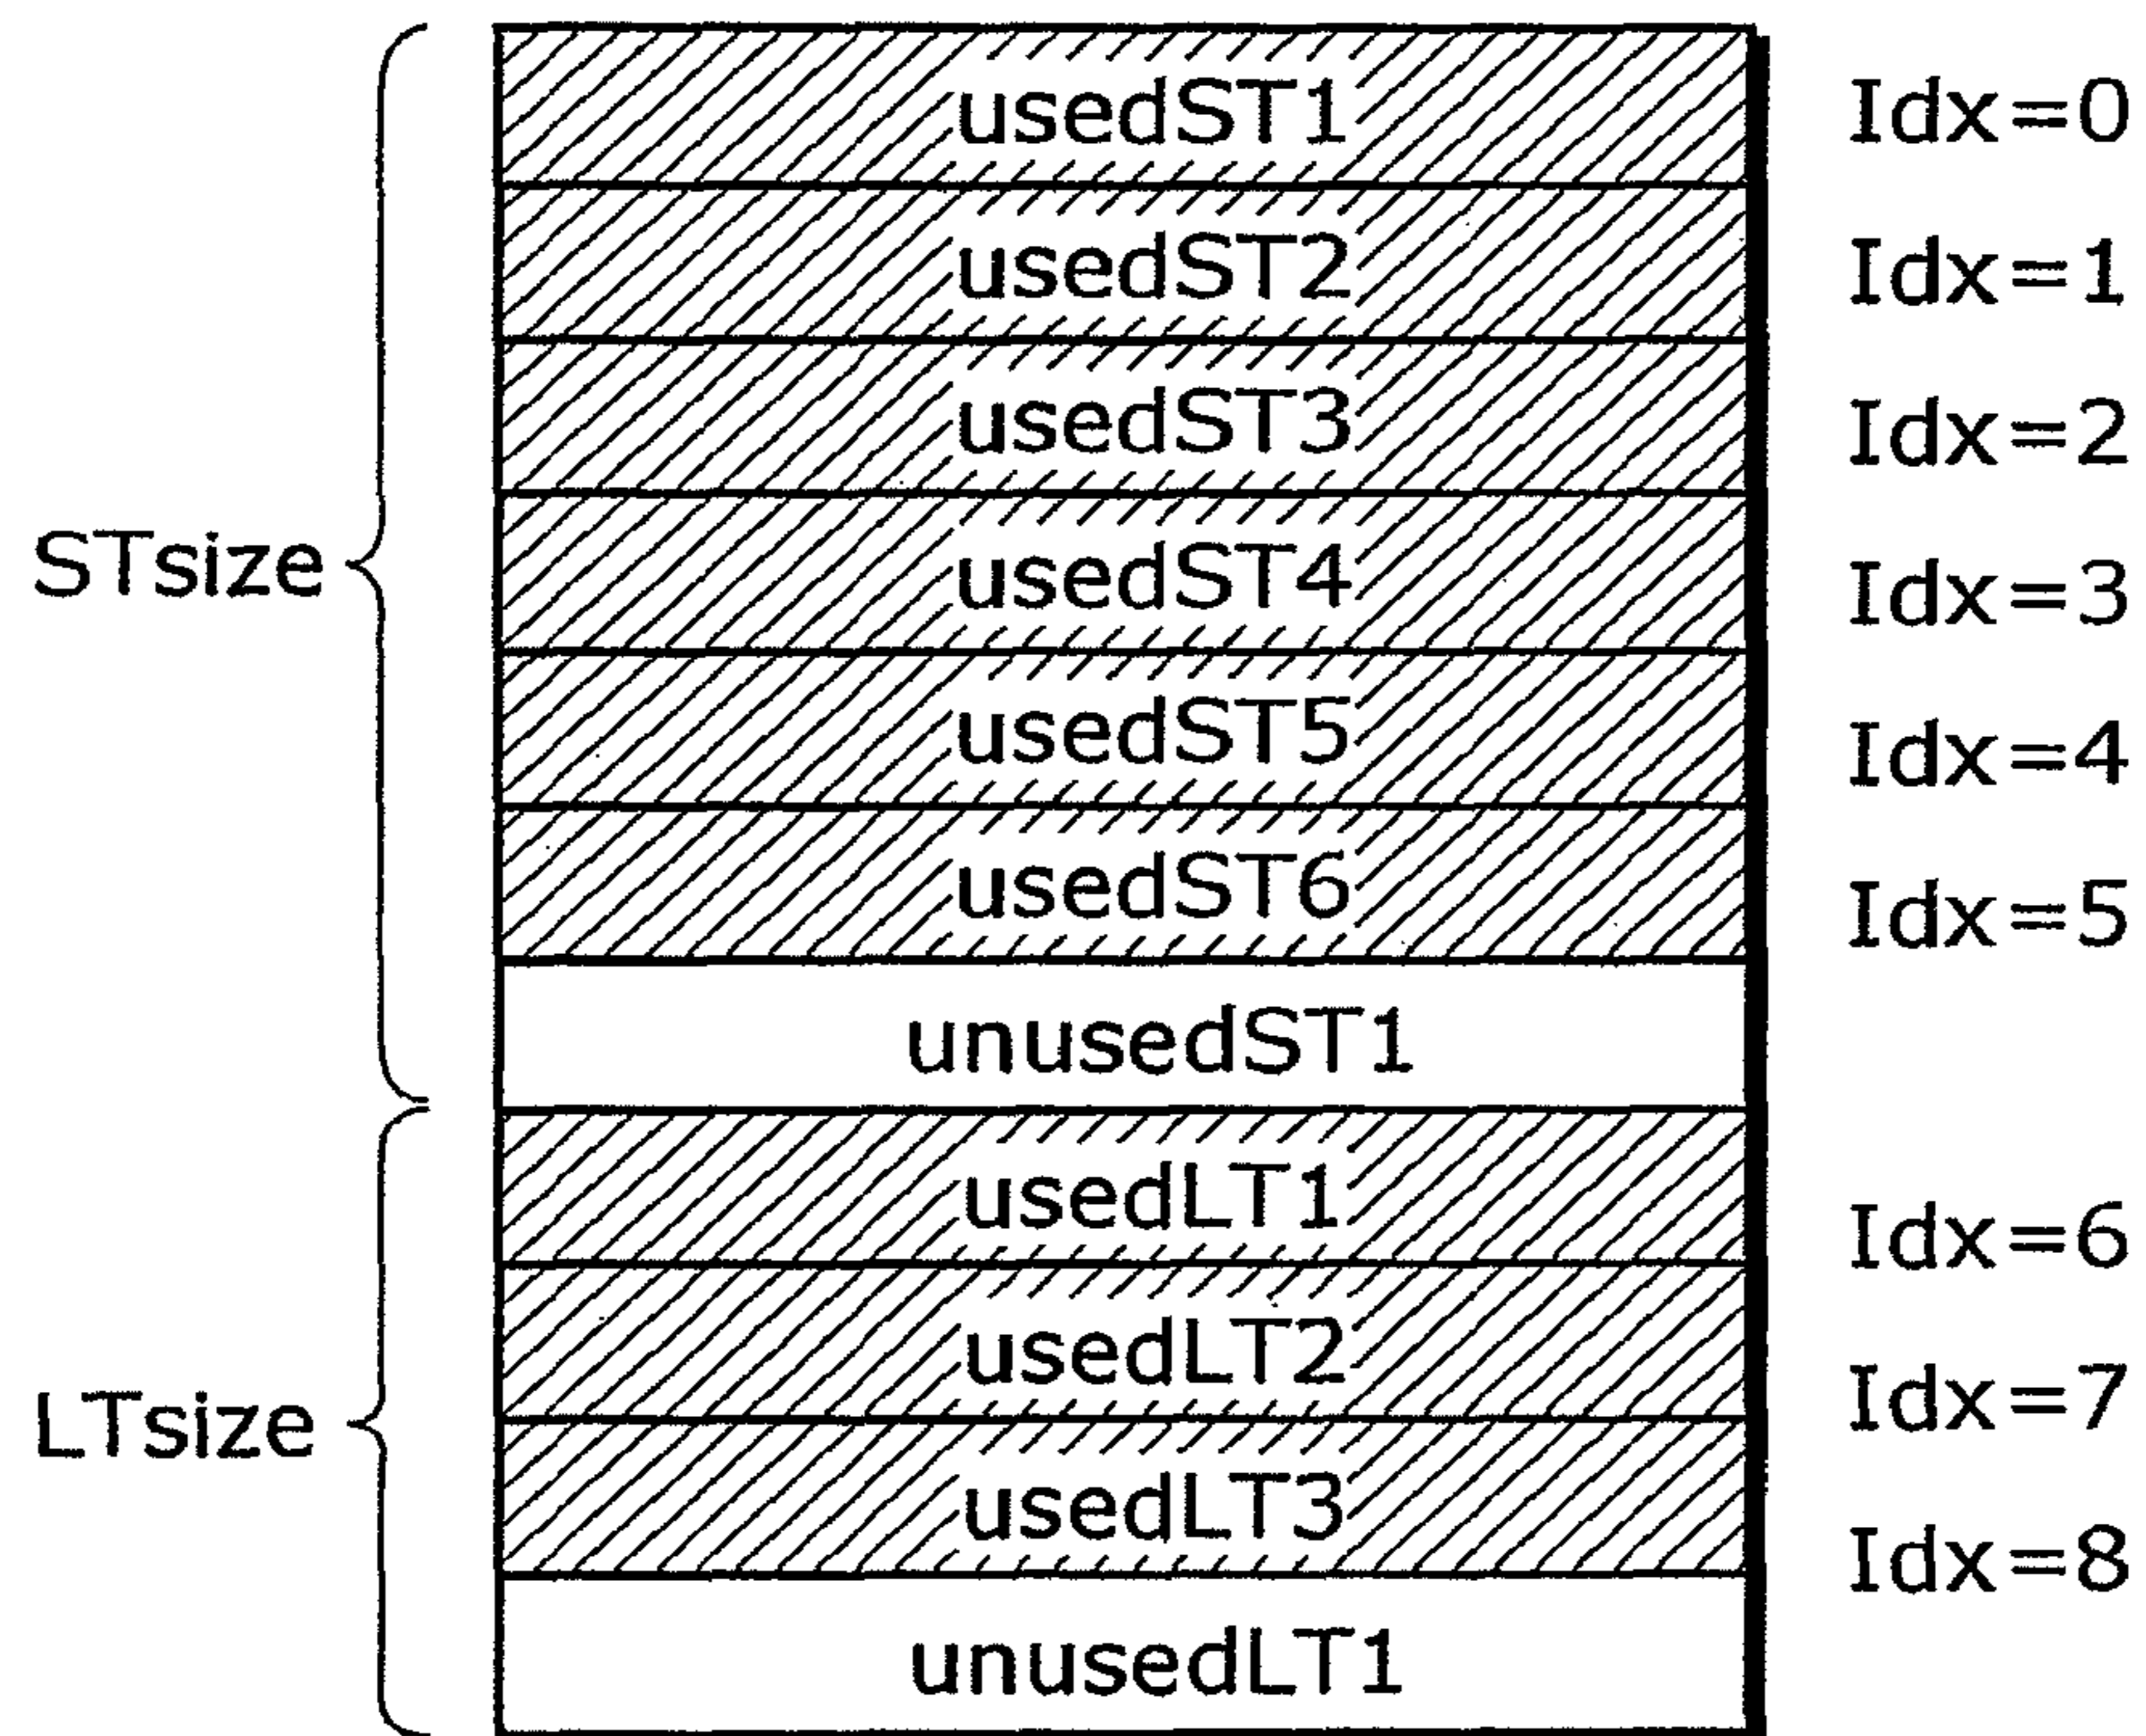 usedST1 Idx=0
usedST2 Idx=1
usedST3 Idx=2
STsize usedST4 Idx=3
usedST5 Idx=4
usedST6 Idx=5
unusedST1
usedLT1 Idx=6
usedLT2 Idx=7
LTsize usedLT3 Idx=8
unusedLT1